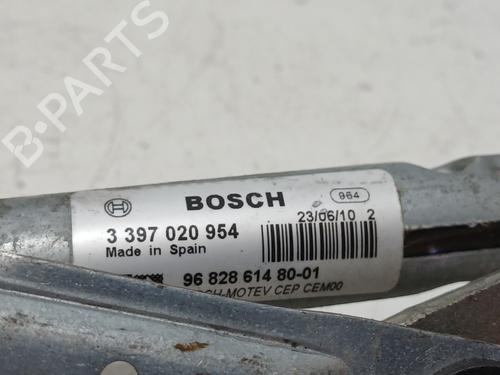 B-PARTS
BOSCH
964
3 397 020 954
23/06/10 2
Made in Spain
96 828 614 80-01
CH-MOTEV CEP CEM00